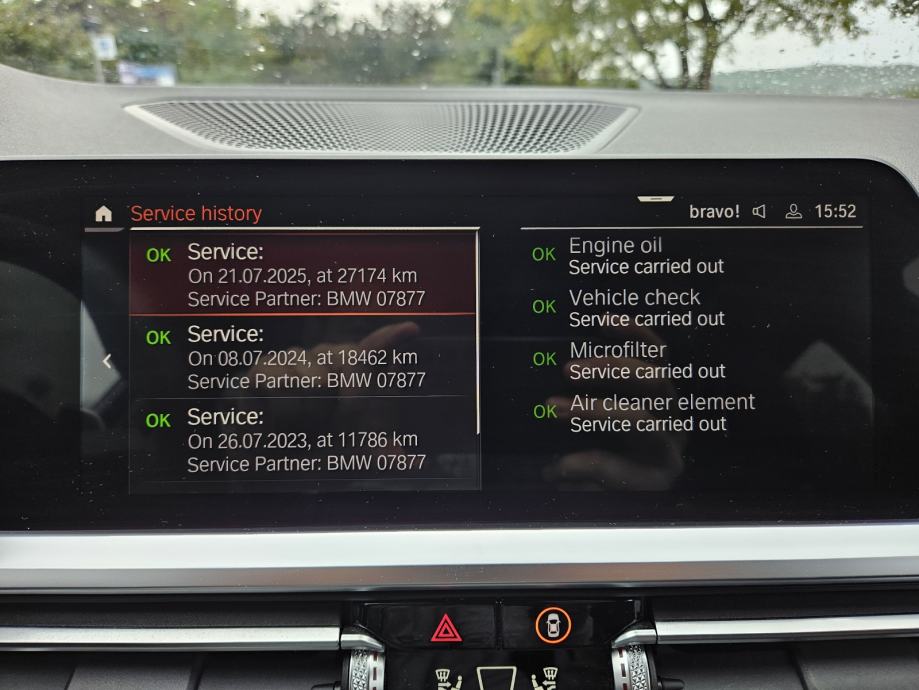 Service history
bravo! 15:52
OK Service:
On 21.07.2025, at 27174 km
Service Partner: BMW 07877
OK Service:
On 08.07.2024, at 18462 km
Service Partner: BMW 07877
OK Service:
On 26.07.2023, at 11786 km
Service Partner: BMW 07877
OK Engine oil
Service carried out
OK Vehicle check
Service carried out
OK Microfilter
Service carried out
OK Air cleaner element
Service carried out